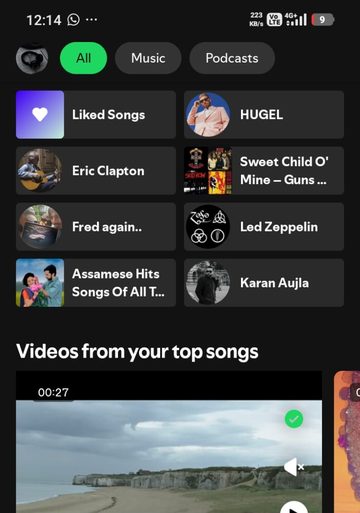 12:14
223
KB/s
Vo
LTE
4G+
9
All
Music
Podcasts
Liked Songs
HUGEL
Eric Clapton
Sweet Child O'
Mine – Guns ...
Fred again..
Led Zeppelin
Assamese Hits
Songs Of All T...
Karan Aujla
Videos from your top songs
00:27